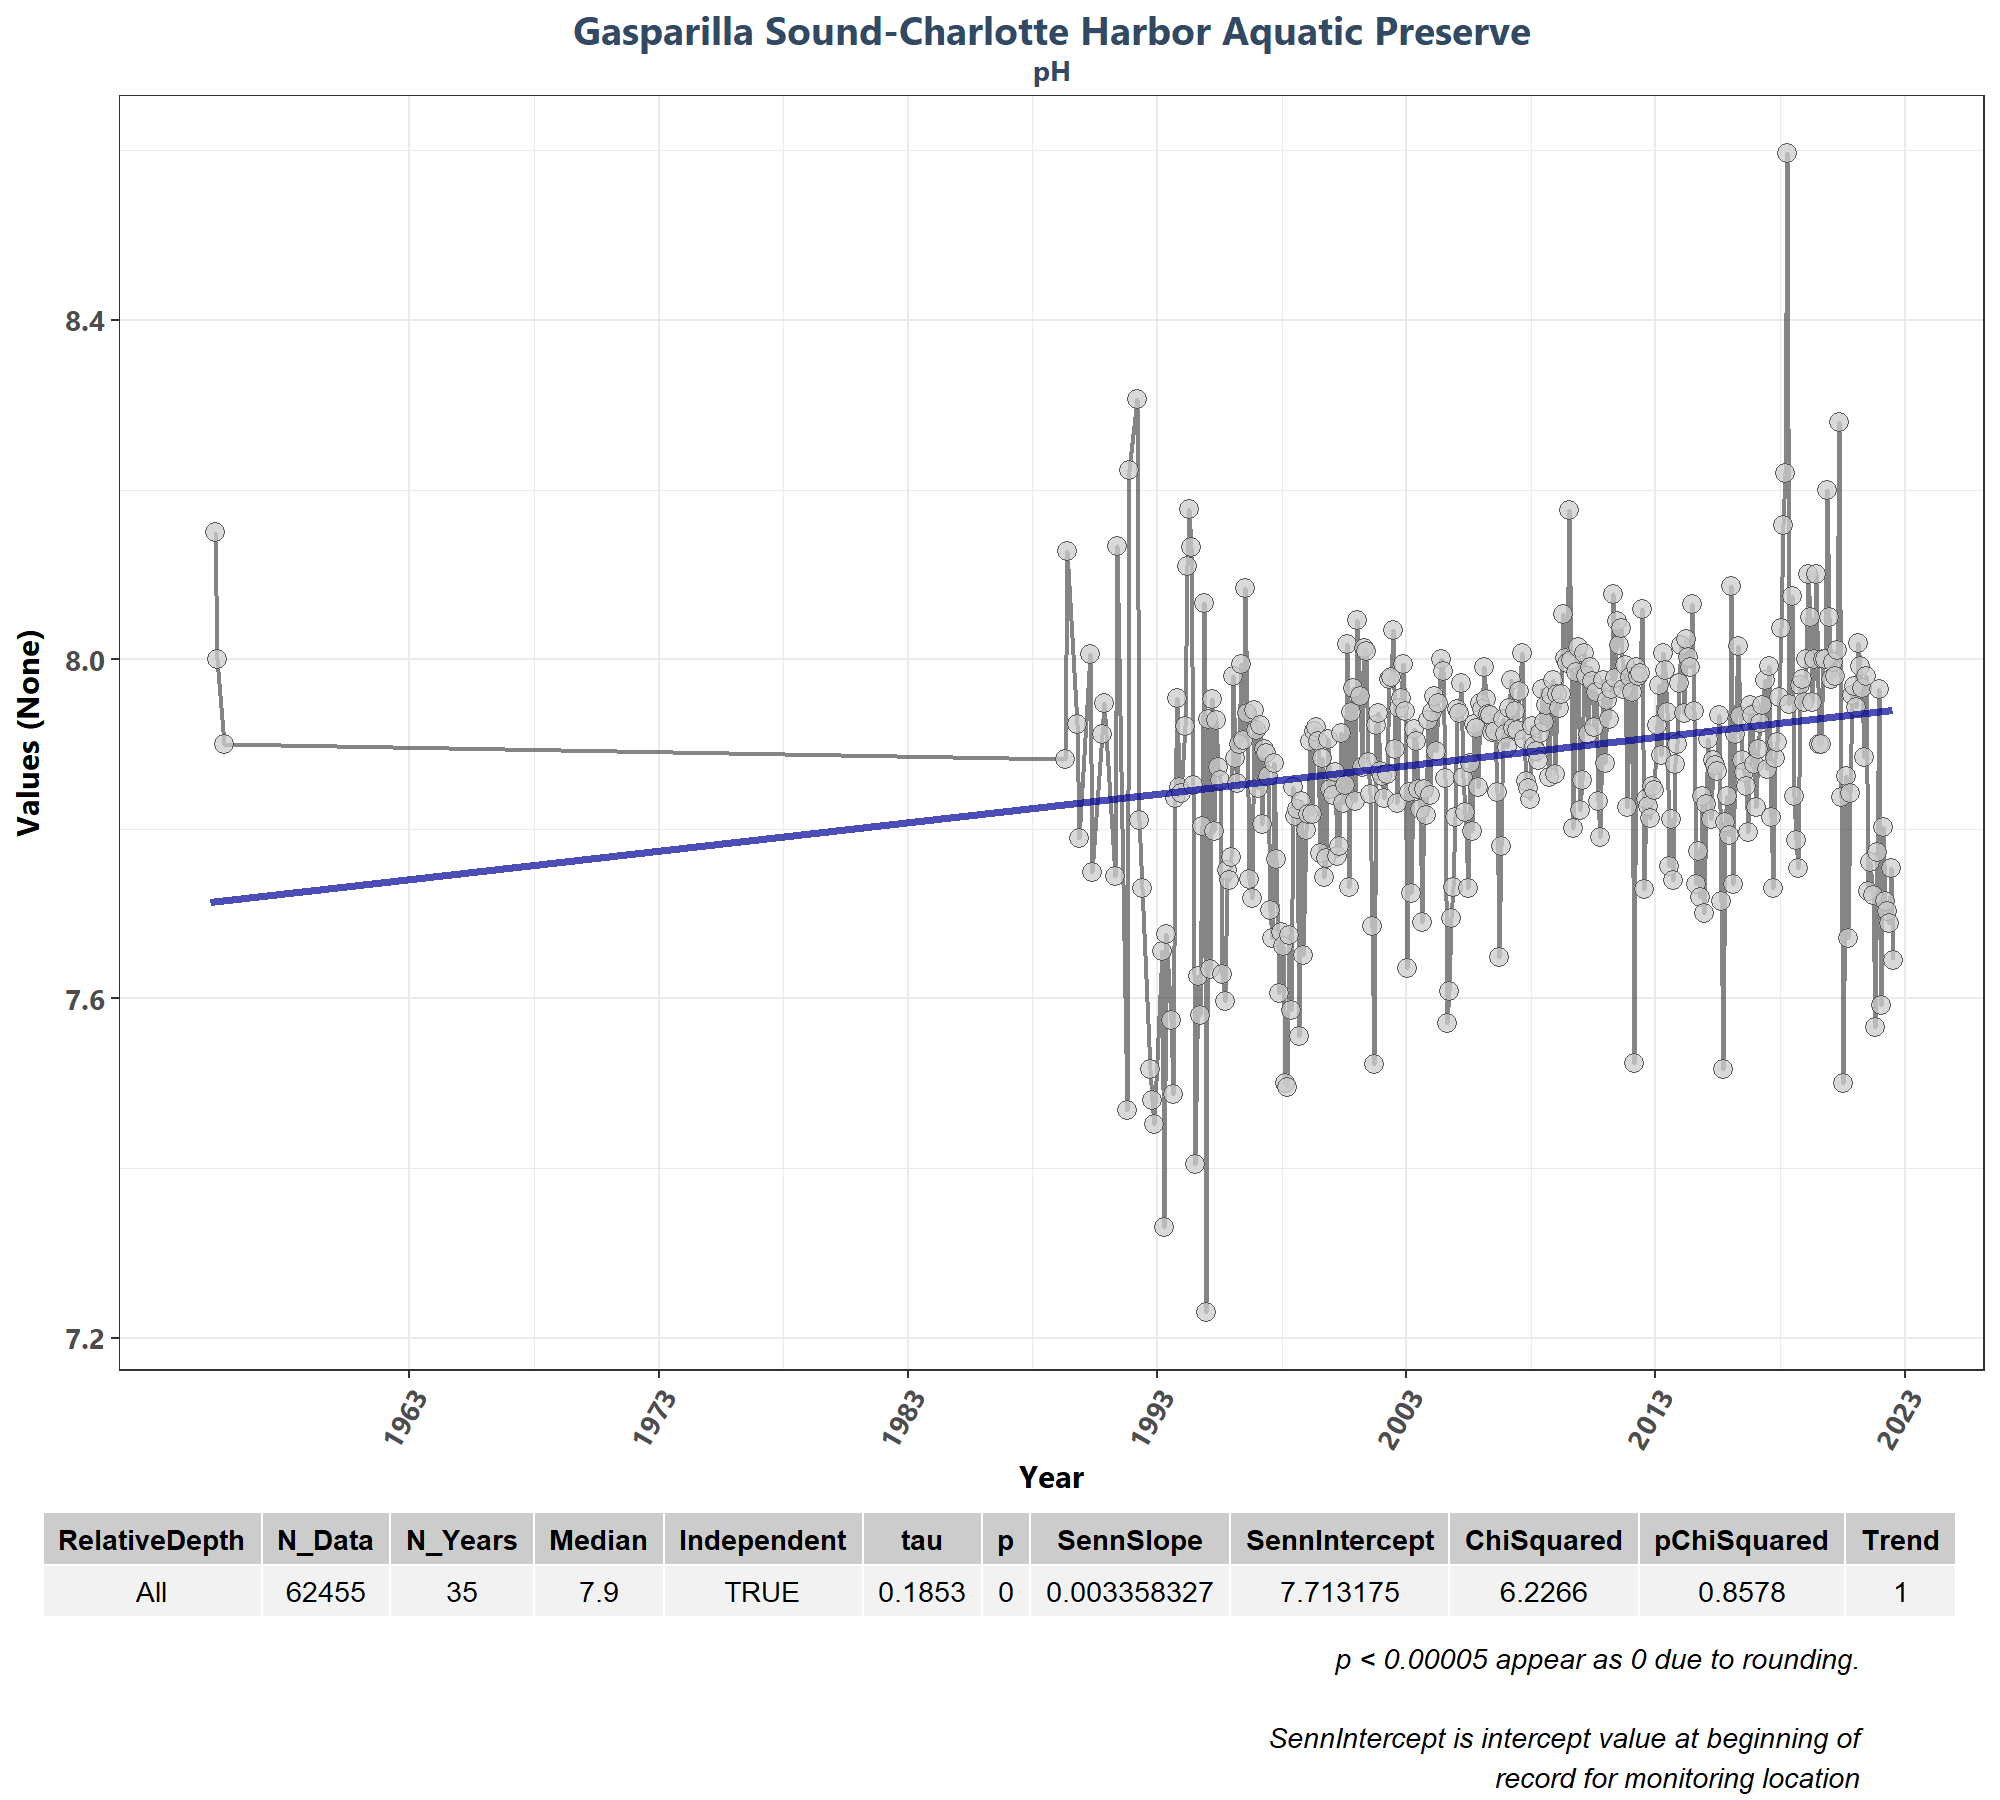 Gasparilla Sound-Charlotte Harbor Aquatic Preserve
pH
Values (None)
8.4
8.0
7.6
7.2
1963
1973
1983
1993
2003
2013
2023
Year
RelativeDepth N_Data N_Years Median Independent tau p SennSlope SennIntercept ChiSquared pChiSquared Trend
All 62455 35 7.9 TRUE 0.1853 0 0.003358327 7.713175 6.2266 0.8578 1
p < 0.00005 appear as 0 due to rounding.
SennIntercept is intercept value at beginning of
record for monitoring location